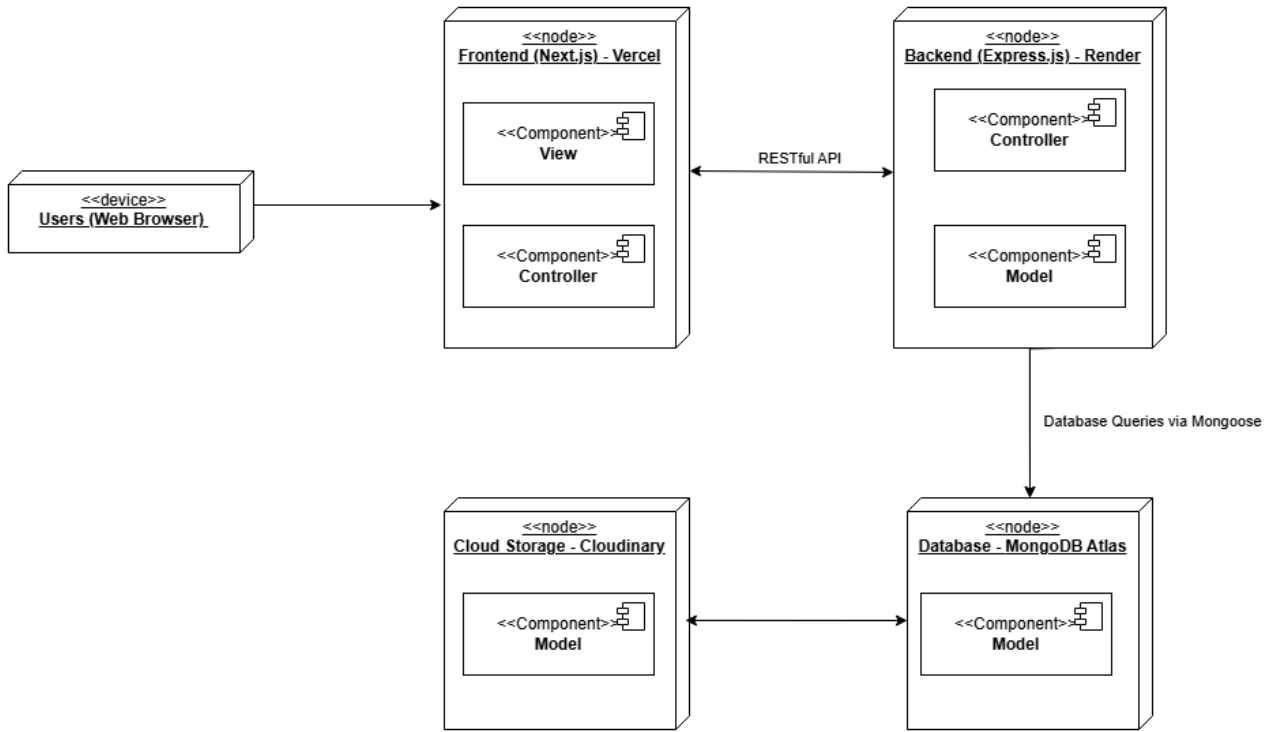 <<node>>
Frontend (Next.js) - Vercel
<<Component>>
View
<<Component>>
Controller
<<node>>
Backend (Express.js) - Render
<<Component>>
Controller
<<Component>>
Model
RESTful API
<<device>>
Users (Web Browser)
Database Queries via Mongoose
<<node>>
Cloud Storage - Cloudinary
<<Component>>
Model
<<node>>
Database - MongoDB Atlas
<<Component>>
Model